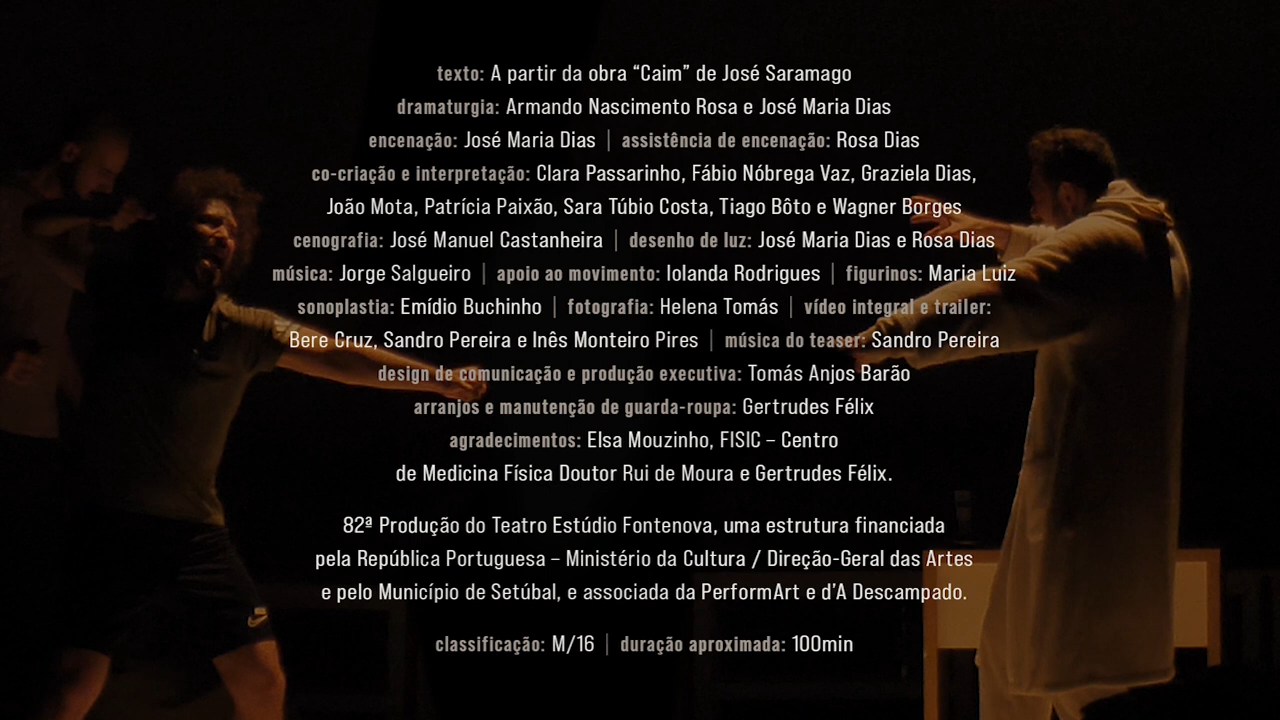 texto: A partir da obra “Caim” de José Saramago
dramaturgia: Armando Nascimento Rosa e José Maria Dias
encenação: José Maria Dias | assistência de encenação: Rosa Dias
co-criação e interpretação: Clara Passarinho, Fábio Nóbrega Vaz, Graziela Dias,
João Mota, Patrícia Paixão, Sara Túbio Costa, Tiago Bôto e Wagner Borges
cenografia: José Manuel Castanheira | desenho de luz: José Maria Dias e Rosa Dias
música: Jorge Salgueiro | apoio ao movimento: Iolanda Rodrigues | figurinos: Maria Luiz
sonoplastia: Emídio Buchinho | fotografia: Helena Tomás | vídeo integral e trailer:
Bere Cruz, Sandro Pereira e Inês Monteiro Pires | música do teaser: Sandro Pereira
design de comunicação e produção executiva: Tomás Anjos Barão
arranjos e manutenção de guarda-roupa: Gertrudes Félix
agradecimentos: Elsa Mouzinho, FISIC – Centro
de Medicina Física Doutor Rui de Moura e Gertrudes Félix.
82ª Produção do Teatro Estúdio Fontenova, uma estrutura financiada
pela República Portuguesa – Ministério da Cultura / Direção-Geral das Artes
e pelo Município de Setúbal, e associada da PerformArt e d’A Descampado.
classificação: M/16 | duração aproximada: 100min